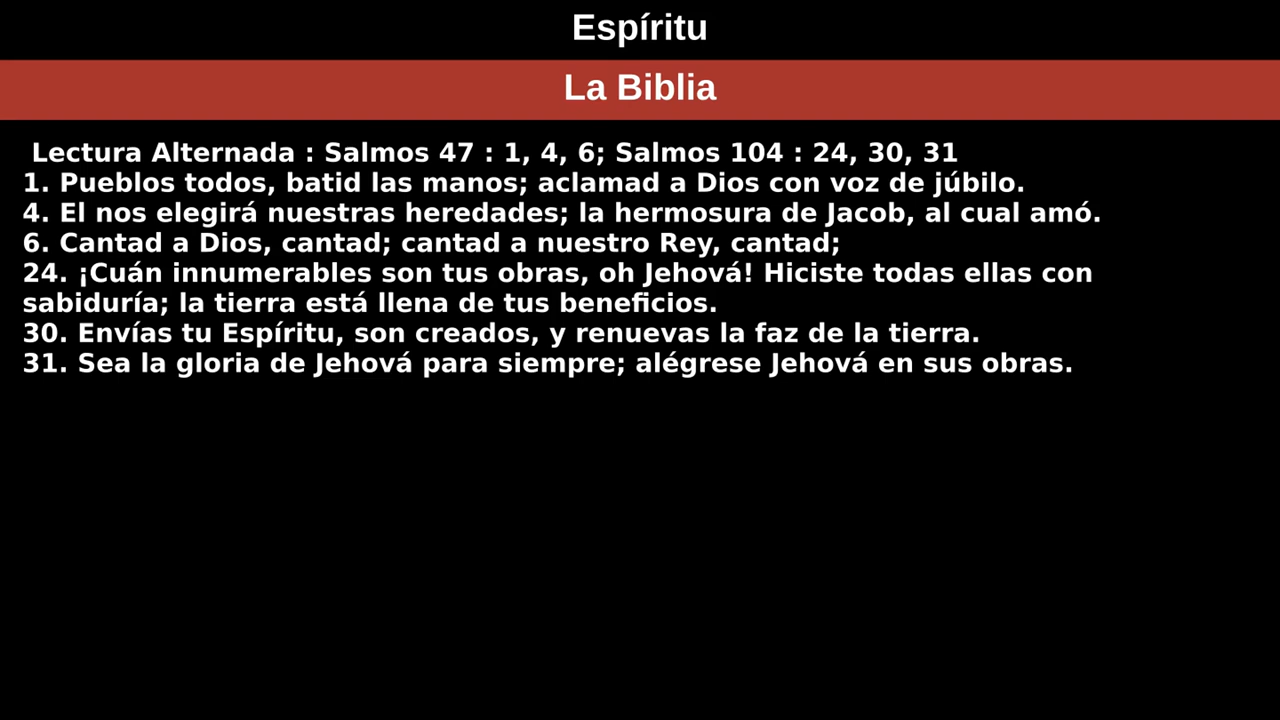 Espíritu
La Biblia
Lectura Alternada : Salmos 47 : 1, 4, 6; Salmos 104 : 24, 30, 31
1. Pueblos todos, batid las manos; aclamad a Dios con voz de júbilo.
4. El nos elegirá nuestras heredades; la hermosura de Jacob, al cual amó.
6. Cantad a Dios, cantad; cantad a nuestro Rey, cantad;
24. ¡Cuán innumerables son tus obras, oh Jehová! Hiciste todas ellas con
sabiduría; la tierra está llena de tus beneficios.
30. Envías tu Espíritu, son creados, y renuevas la faz de la tierra.
31. Sea la gloria de Jehová para siempre; alégrese Jehová en sus obras.